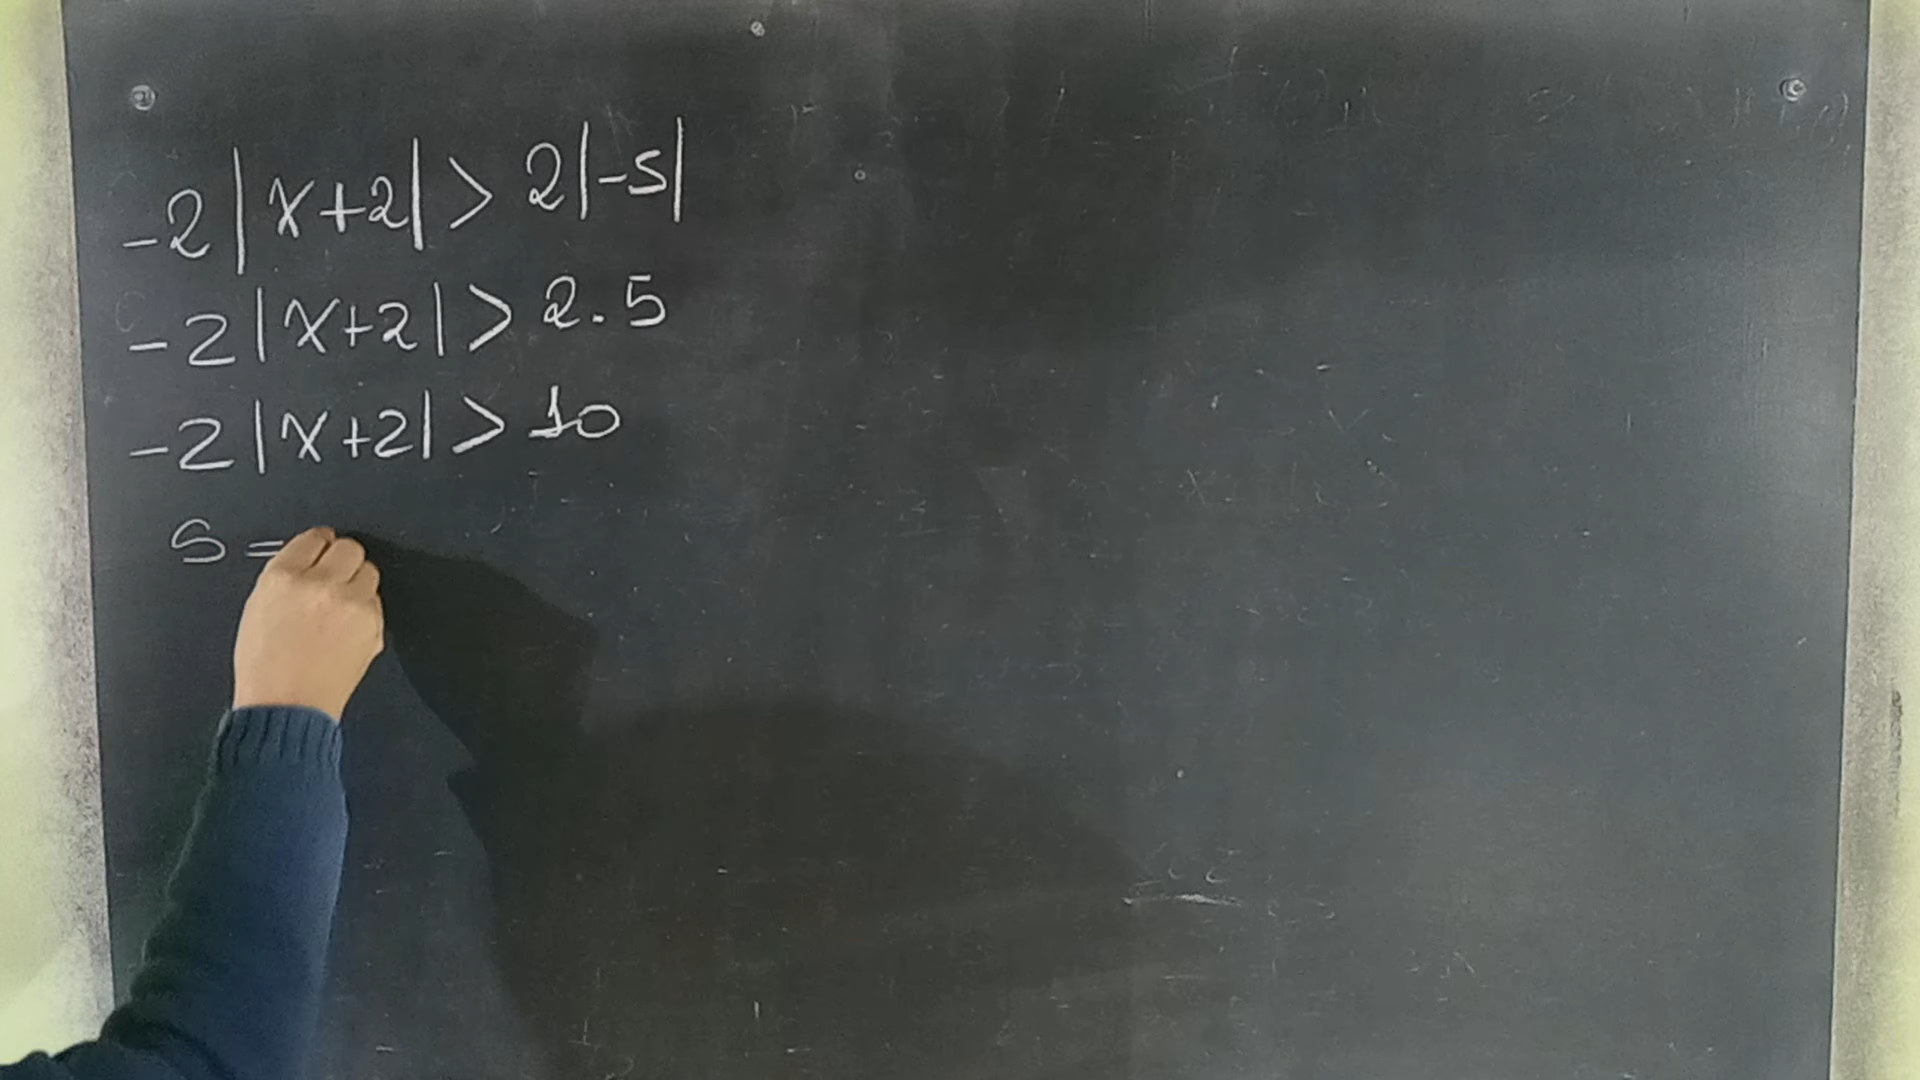 -2|x+2| > 2|-5|
-2|x+2| > 2.5
-2|x+2| > 10
S =